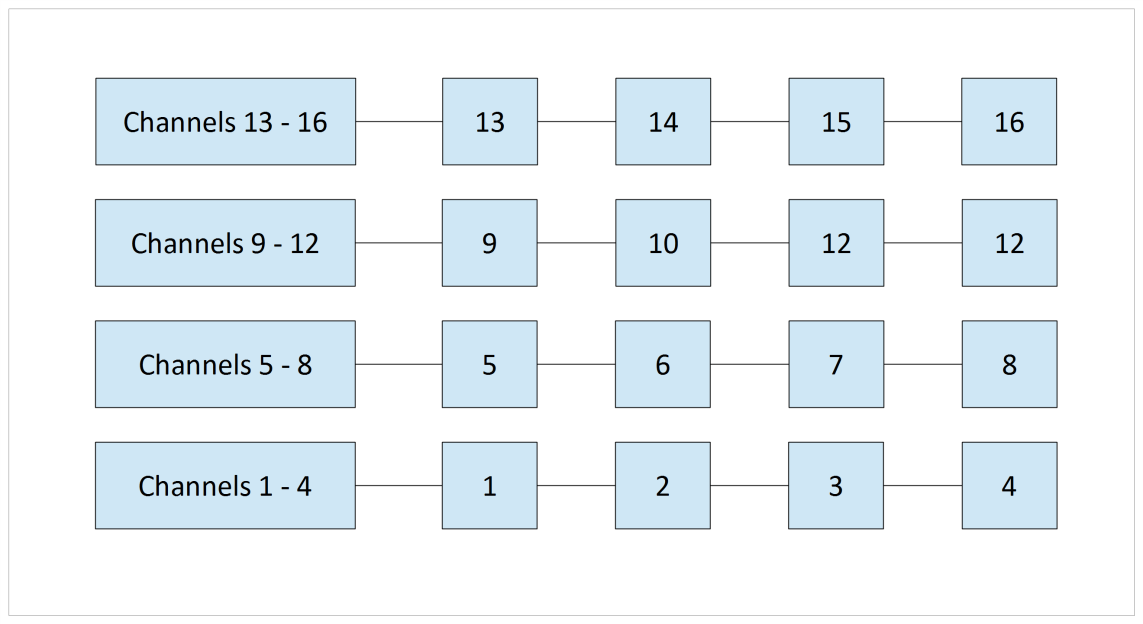 Channels 13 - 16 13 14 15 16
Channels 9 - 12 9 10 12 12
Channels 5 - 8 5 6 7 8
Channels 1 - 4 1 2 3 4